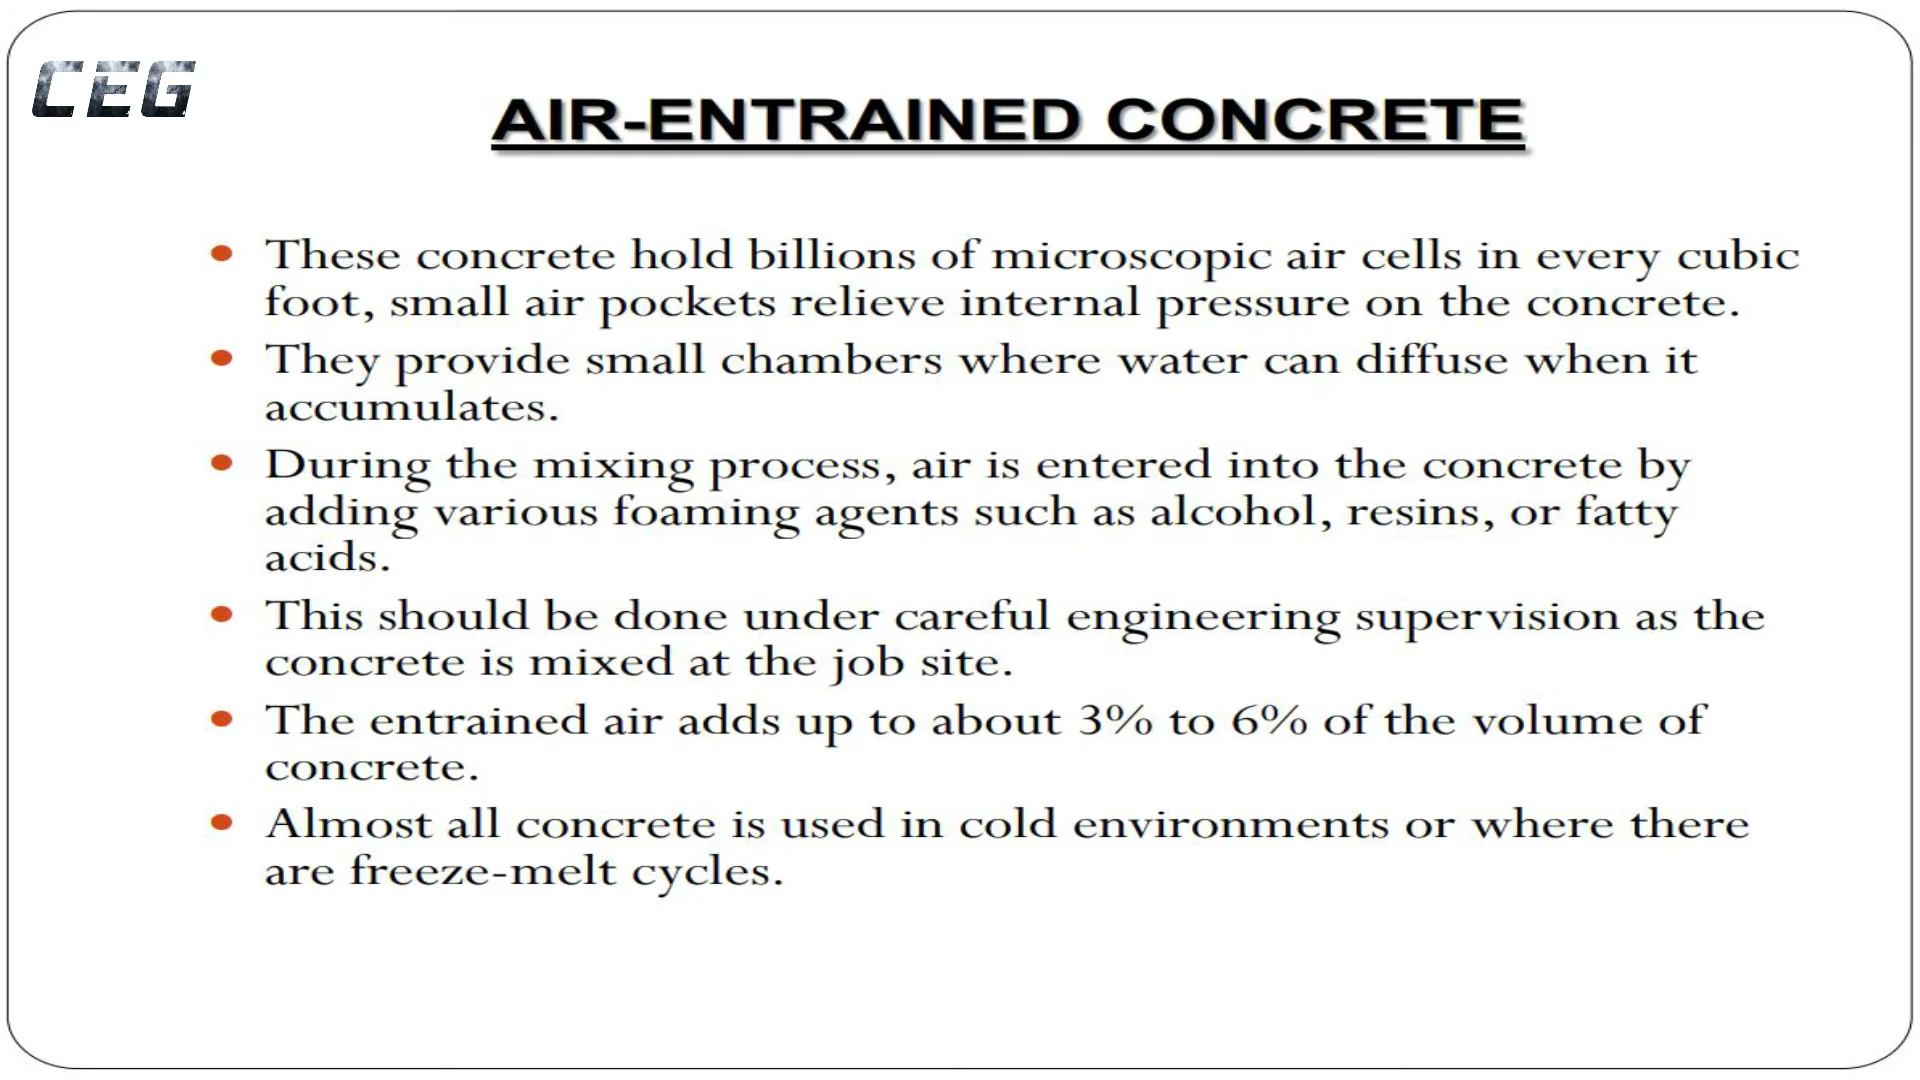 CEG
AIR-ENTRAINED CONCRETE
• These concrete hold billions of microscopic air cells in every cubic
foot, small air pockets relieve internal pressure on the concrete.
• They provide small chambers where water can diffuse when it
accumulates.
• During the mixing process, air is entered into the concrete by
adding various foaming agents such as alcohol, resins, or fatty
acids.
• This should be done under careful engineering supervision as the
concrete is mixed at the job site.
• The entrained air adds up to about 3% to 6% of the volume of
concrete.
• Almost all concrete is used in cold environments or where there
are freeze-melt cycles.